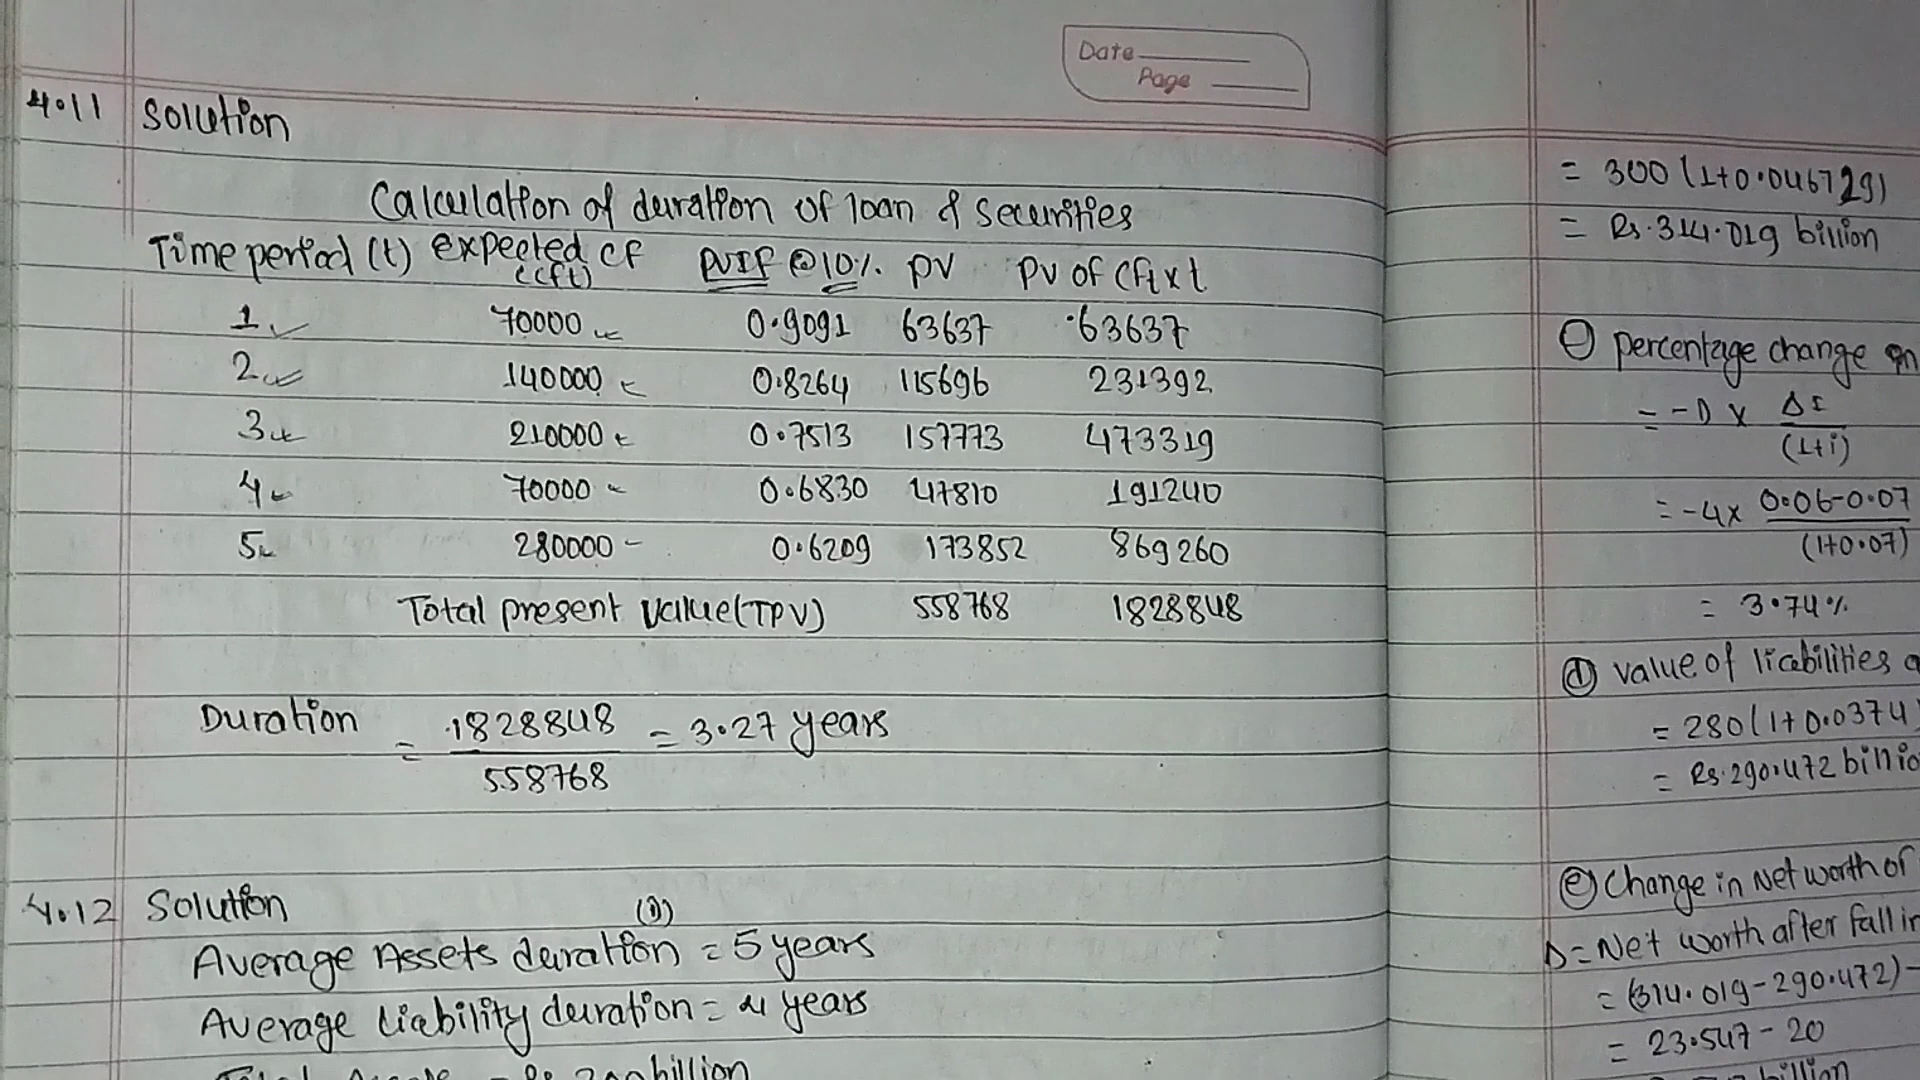 Date
Page
4.11 Solution
Calculation of duration of loan & securities
Time period (t) expected CF (cft) PVIF @10% PV PV of CFt x t
1 70000 0.9091 63637 63637
2 140000 0.8264 115696 231392
3 210000 0.7513 157773 473319
4 70000 0.6830 47810 191240
5 280000 0.6209 173852 869260
Total present value (TPV) 558768 1828848
Duration = 1828848 = 3.27 years
558768
4.12 Solution
Average Assets duration = 5 years
Average liability duration = 4 years
billion
= 300 (1+0.046729)
= Rs. 314.019 billion
percentage change in
= -D x ΔI
(1+i)
= -4x 0.06-0.07
(1+0.07)
= 3.74%
d value of liabilities
= 280(1+0.0374)
= Rs. 290.472 billio
e Change in Net worth of
= Net worth after fall in
= (314.019-290.472)-
= 23.547-20
billion